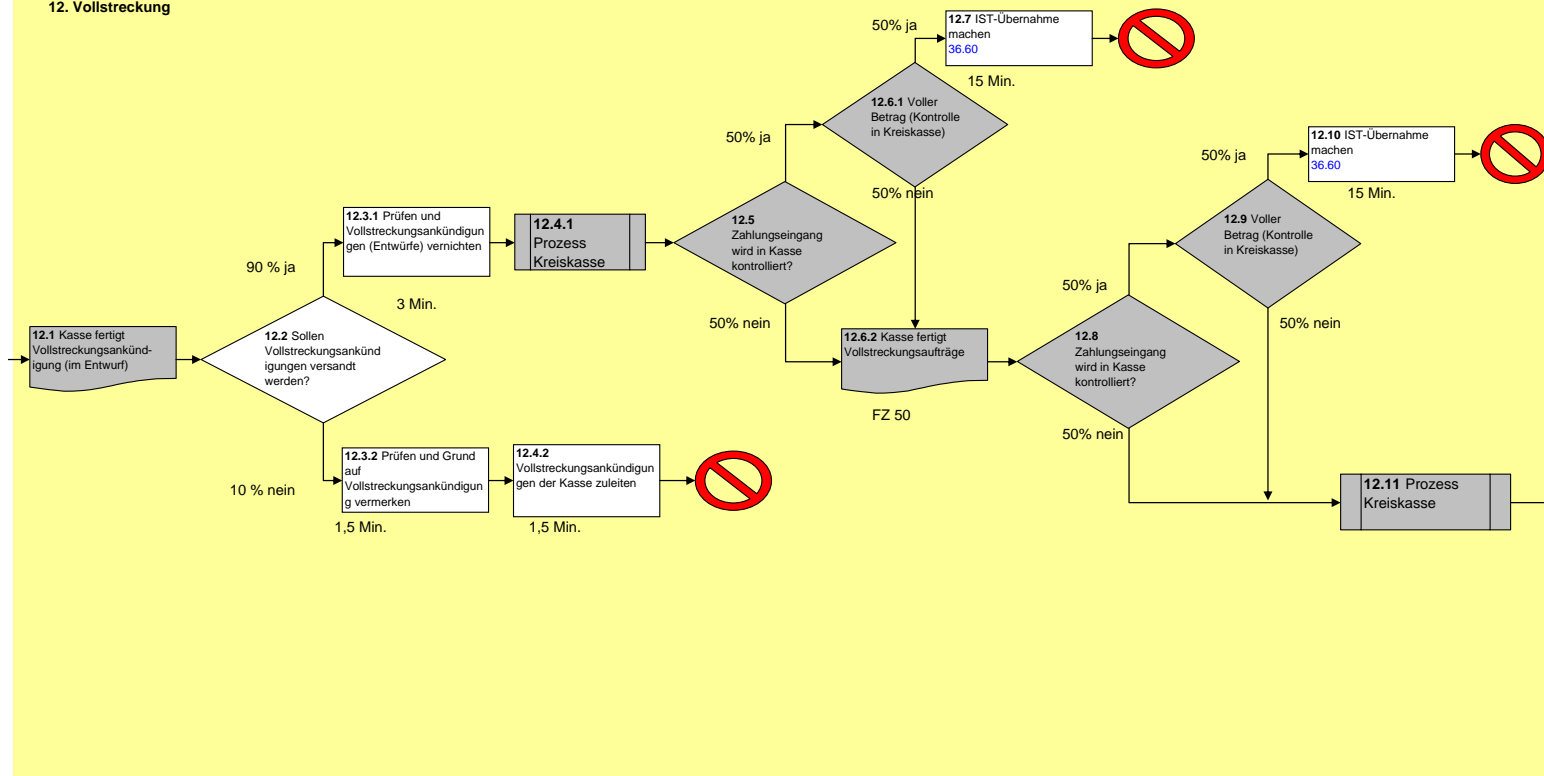 12. Vollstreckung
50% ja
12.7 IST-Übernahme
machen
36.60
15 Min.
12.6.1 Voller
Betrag (Kontrolle
in Kreiskasse)
50% ja
50% nein
12.10 IST-Übernahme
machen
36.60
50% ja
15 Min.
12.3.1 Prüfen und
Vollstreckungsankündigun
gen (Entwürfe) vernichten
12.4.1
Prozess
Kreiskasse
12.5
Zahlungseingang
wird in Kasse
kontrolliert?
12.9 Voller
Betrag (Kontrolle
in Kreiskasse)
90 % ja
3 Min.
50% ja
50% nein
50% nein
12.1 Kasse fertigt
Vollstreckungsankünd-
igung (im Entwurf)
12.2 Sollen
Vollstreckungsankünd
igungen versandt
werden?
12.6.2 Kasse fertigt
Vollstreckungsaufträge
12.8
Zahlungseingang
wird in Kasse
kontrolliert?
FZ 50
50% nein
10 % nein
12.3.2 Prüfen und Grund
auf
Vollstreckungsankündigun
g vermerken
12.4.2
Vollstreckungsankündigun
gen der Kasse zuleiten
1,5 Min.
1,5 Min.
12.11 Prozess
Kreiskasse